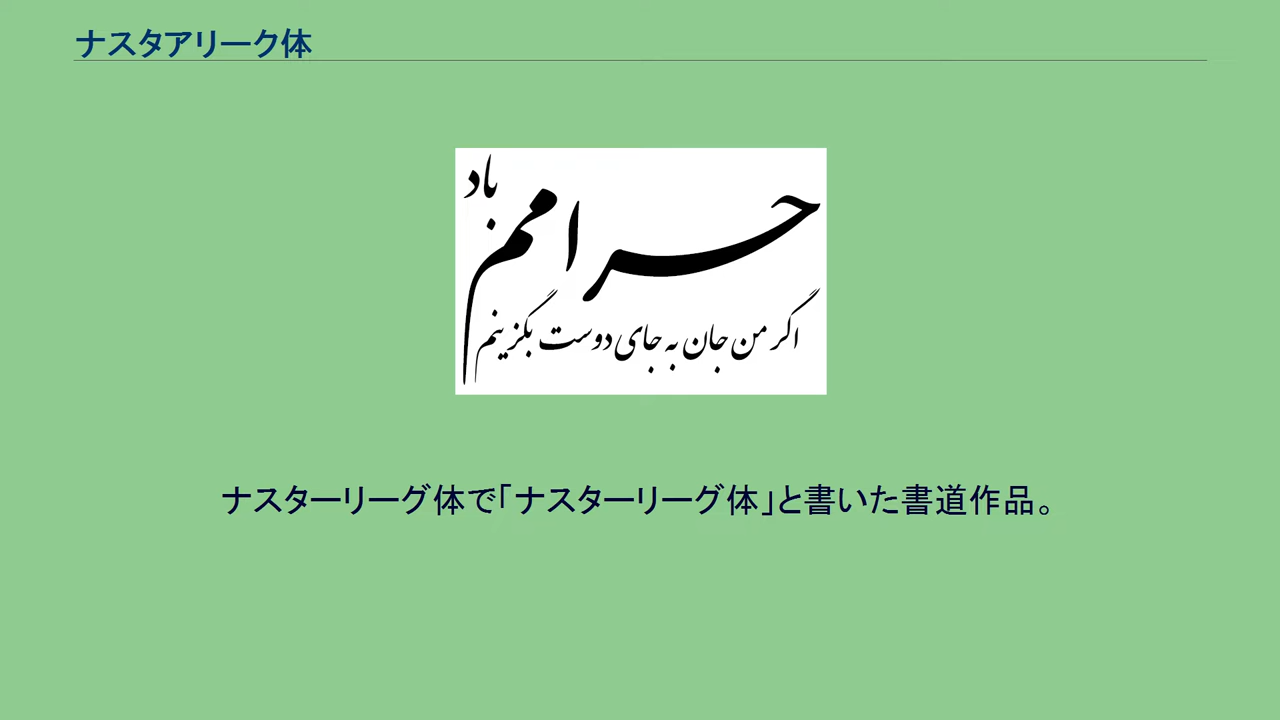 ナスタアリーク体
حرامم باد
اگر من جان به جای دوست بگزینم
ナスターリーグ体で「ナスターリーグ体」と書いた書道作品。